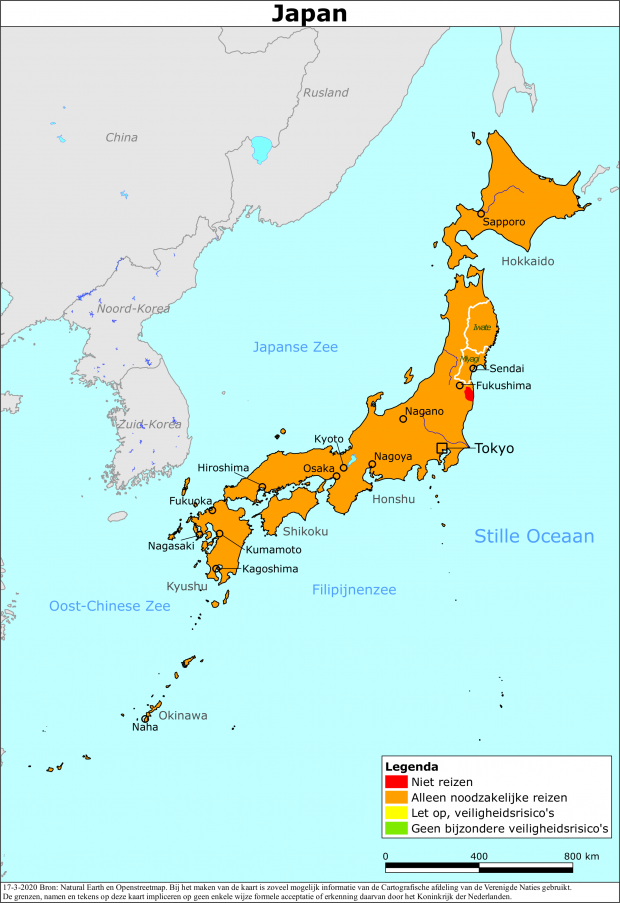 Japan
Rusland
China
Sapporo
Hokkaido
Noord-Korea
Iwate
Japanse Zee
Miyagi
Sendai
Fukushima
Nagano
Zuid-Korea
Kyoto
Tokyo
Nagoya
Hiroshima
Osaka
Honshu
Fukuoka
Shikoku
Stille Oceaan
Nagasaki
Kumamoto
Kagoshima
Kyushu
Filipijnenzee
Oost-Chinese Zee
Okinawa
Naha
Legenda
Niet reizen
Alleen noodzakelijke reizen
Let op, veiligheidsrisico's
Geen bijzondere veiligheidsrisico's
0 400 800 km
17-3-2020 Bron: Natural Earth en Openstreetmap. Bij het maken van de kaart is zoveel mogelijk informatie van de Cartografische afdeling van de Verenigde Naties gebruikt.
De grenzen, namen en tekens op deze kaart impliceren op geen enkele wijze formele acceptatie of erkenning daarvan door het Koninkrijk der Nederlanden.